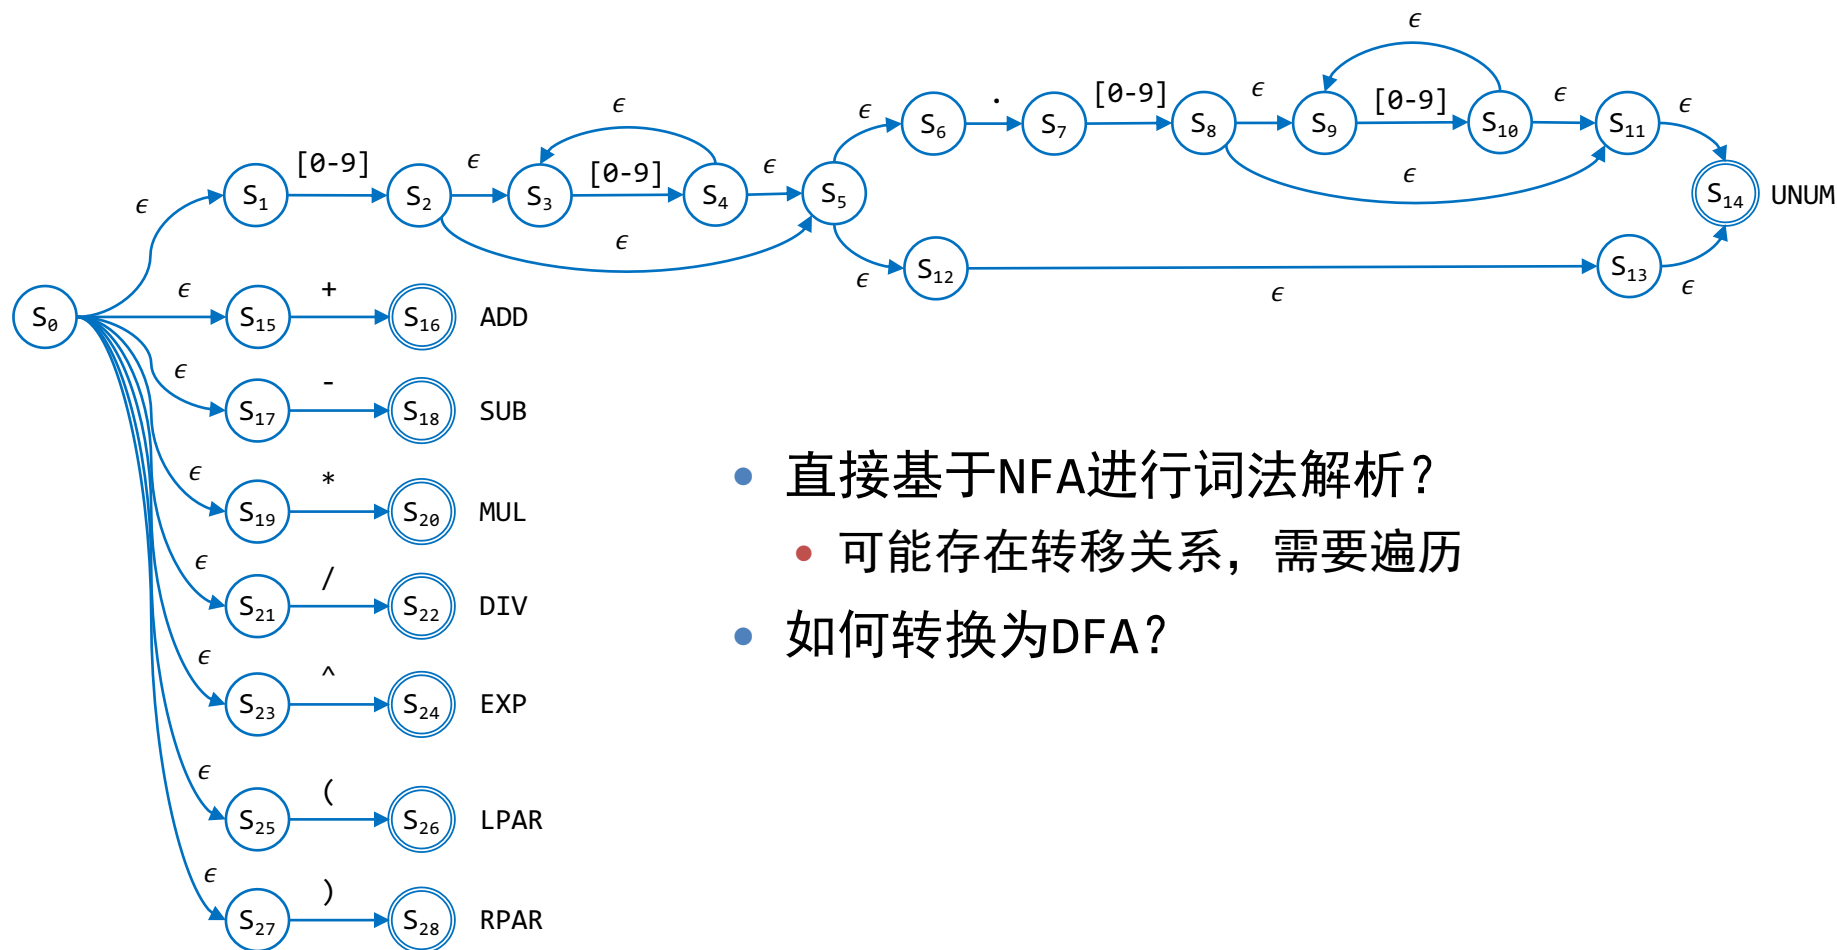 ϵ
ϵ ϵ . [0-9] ϵ [0-9] ϵ ϵ
S6 S7 S8 S9 S10 S11
[0-9] ϵ [0-9] ϵ
ϵ S1 S2 S3 S4 S5 ϵ S14 UNUM
ϵ ϵ S12 ϵ S13 ϵ
S0 ϵ S15 + S16 ADD
ϵ S17 - S18 SUB
ϵ S19 * S20 MUL
ϵ S21 / S22 DIV
ϵ S23 ^ S24 EXP
ϵ S25 ( S26 LPAR
ϵ S27 ) S28 RPAR
• 直接基于NFA进行词法解析？
• 可能存在转移关系，需要遍历
• 如何转换为DFA？